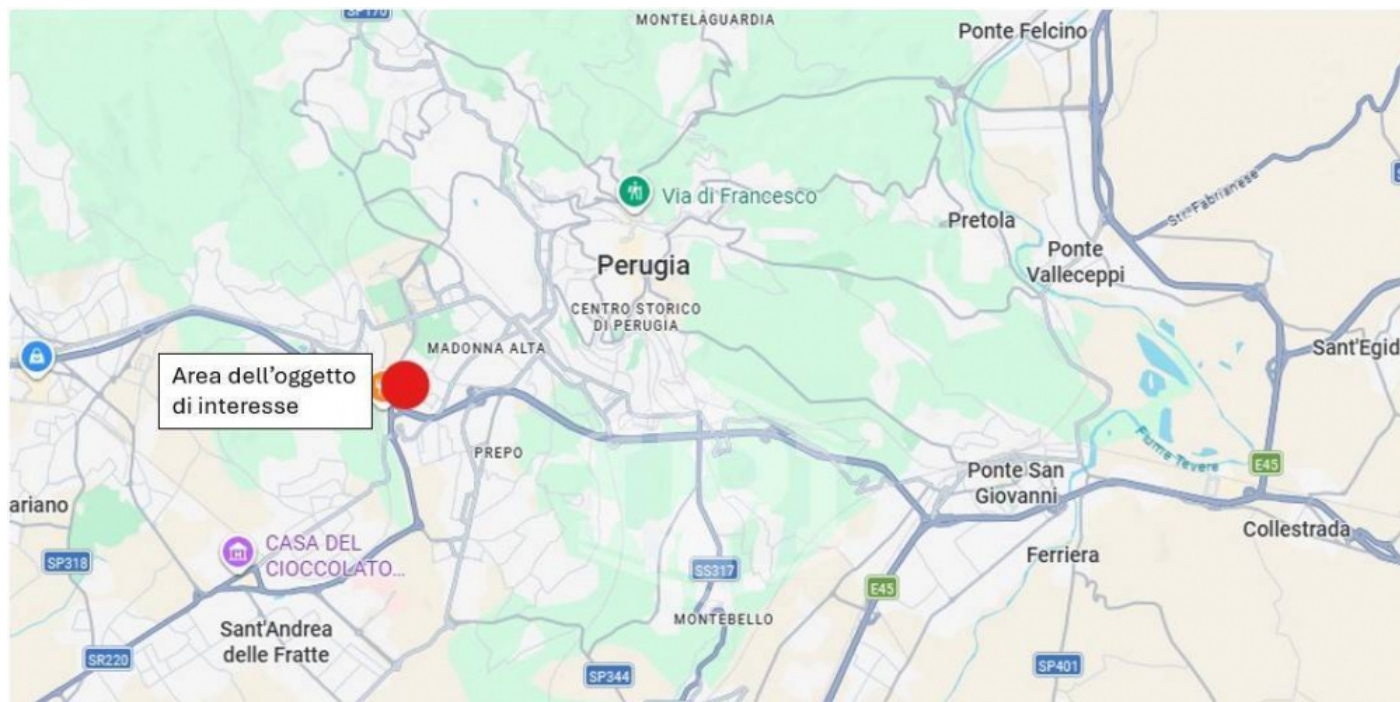 SP170
MONTELAGUARDIA
Ponte Felcino
Via di Francesco
Str. Fabrianese
Pretola
Ponte
Valleceppi
Perugia
CENTRO STORICO
DI PERUGIA
MADONNA ALTA
Sant'Egid
Area dell'oggetto
di interesse
PREPO
Fiume Tevere
E45
Ponte San
Giovanni
ariano
Collestrada
CASA DEL
CIOCCOLATO...
SP318
Ferriera
SS317
E45
MONTEBELLO
Sant'Andrea
delle Fratte
SR220
SP344
SP401